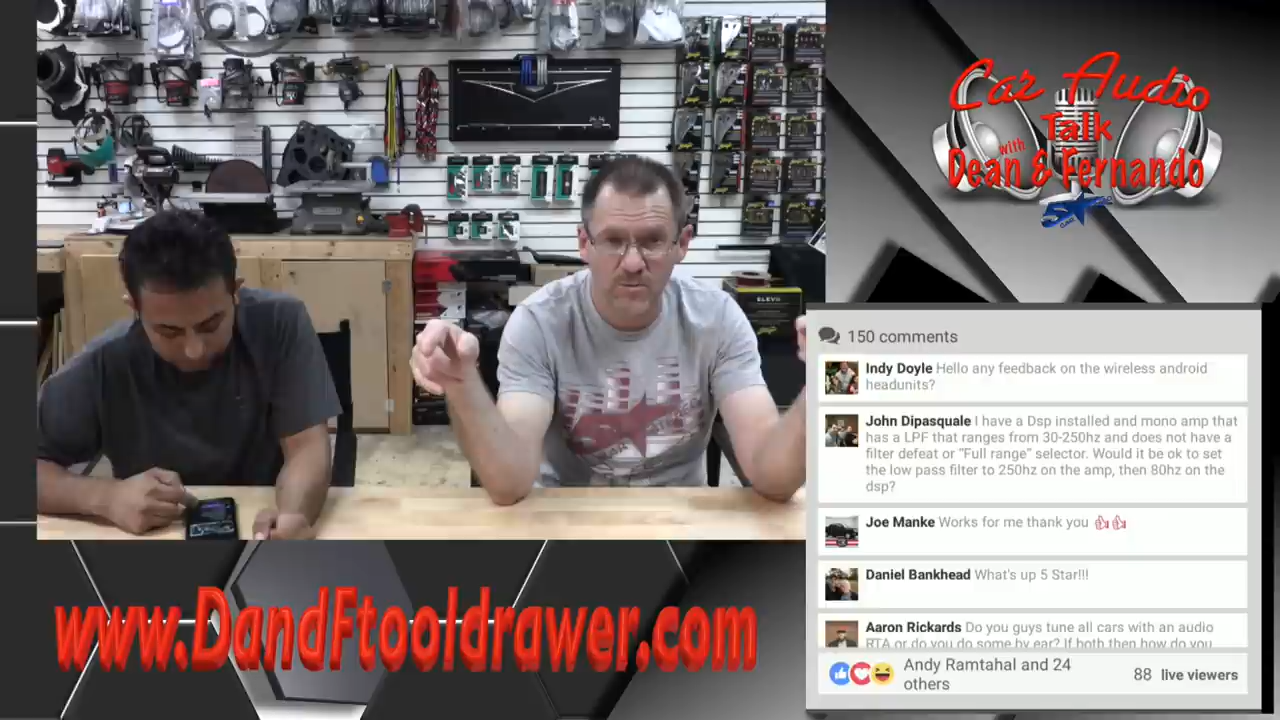 Car Audio
Talk
with
Dean & Fernando
5
ELEV8
150 comments
Indy Doyle Hello any feedback on the wireless android
headunits?
John Dipasquale I have a Dsp installed and mono amp that
has a LPF that ranges from 30-250hz and does not have a
filter defeat or "Full range" selector. Would it be ok to set
the low pass filter to 250hz on the amp, then 80hz on the
dsp?
Joe Manke Works for me thank you
Daniel Bankhead What's up 5 Star!!!
Aaron Rickards Do you guys tune all cars with an audio
RTA or do you do some by ear? If both then how do you
Andy Ramtahal and 24
others
88 live viewers
www.DandFtooldrawer.com